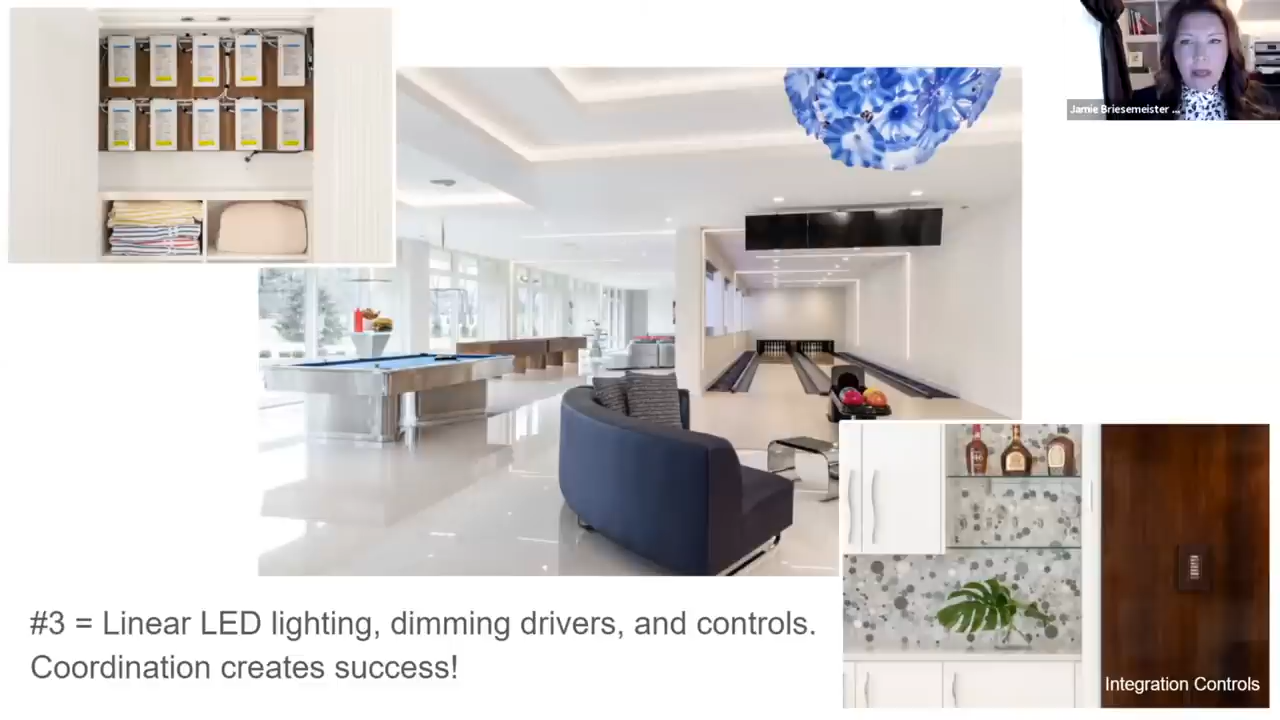 Jamie Briesemeister ...
#3 = Linear LED lighting, dimming drivers, and controls.
Coordination creates success!
Integration Controls